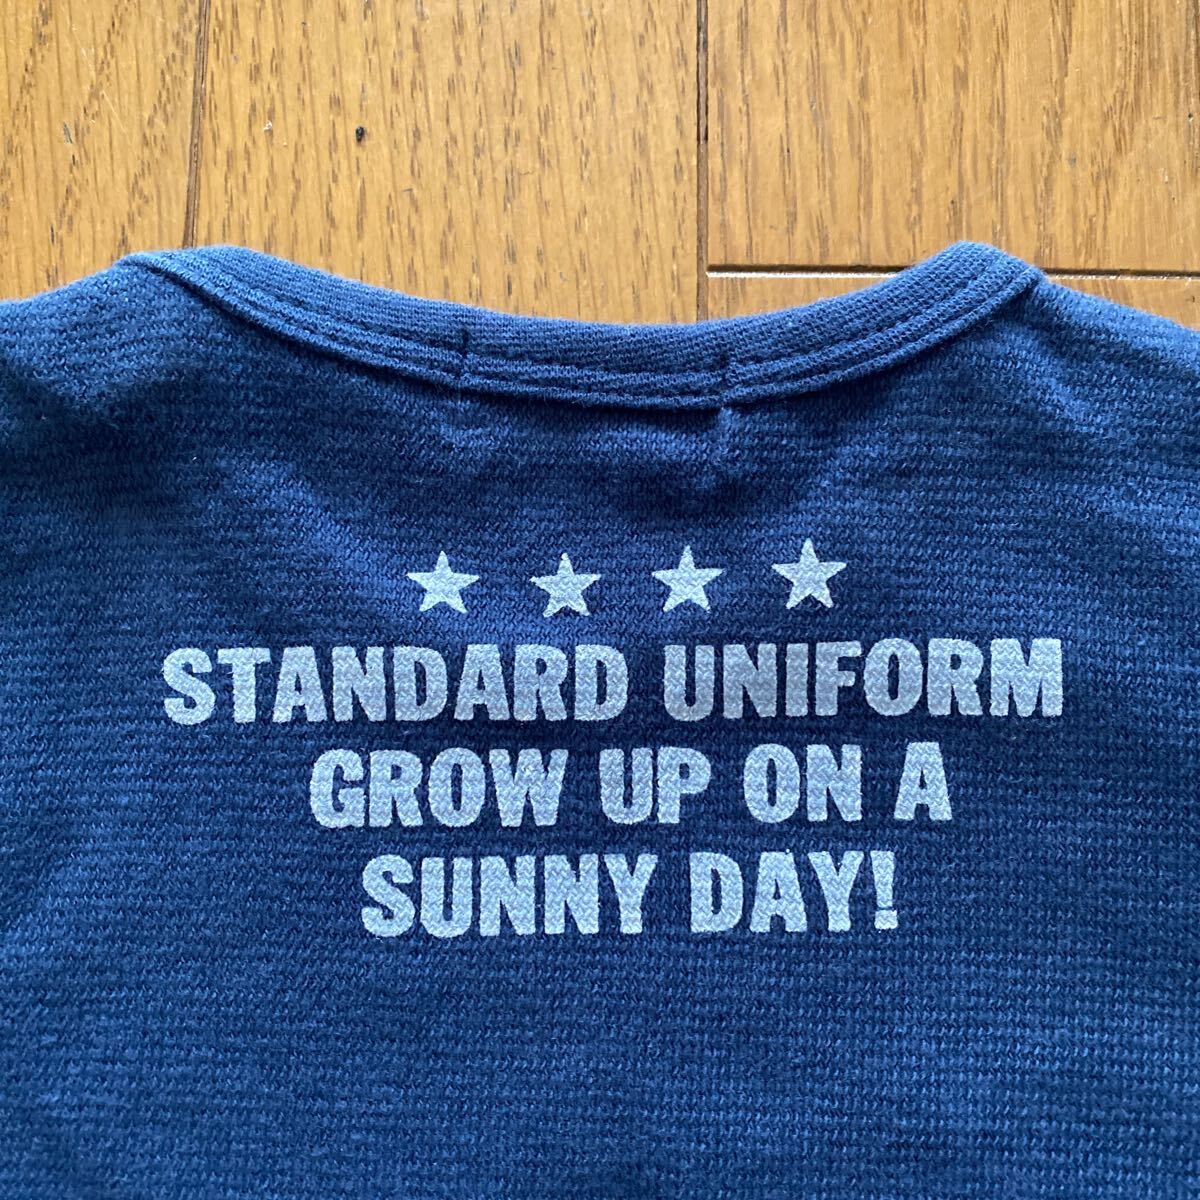 STANDARD UNIFORM
GROW UP ON A
SUNNY DAY!